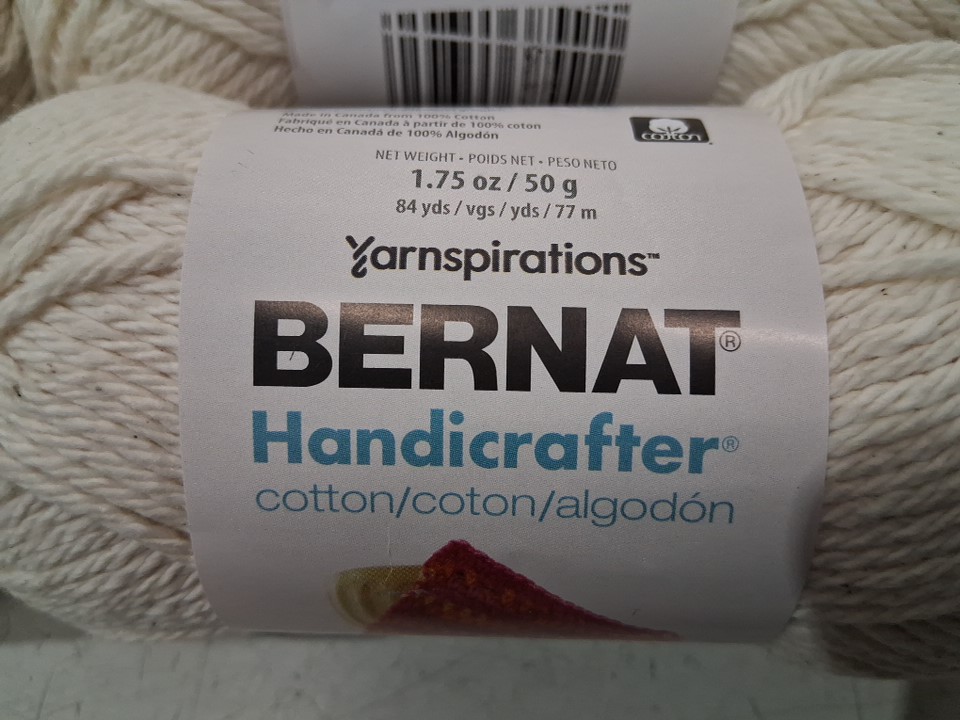 Made in Canada from 100% Cotton
Fabriqué en Canada à partir de 100% coton
Hecho en Canadá de 100% Algodón
cotton
NET WEIGHT • POIDS NET • PESO NETO
1.75 oz / 50 g
84 yds / vgs / yds / 77 m
Yarnspirations™
BERNAT®
Handicrafter®
cotton/coton/algodón